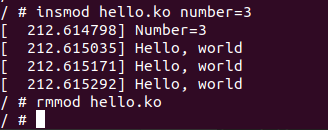 / # insmod hello.ko number=3
[  212.614798] Number=3
[  212.615035] Hello, world
[  212.615171] Hello, world
[  212.615292] Hello, world
/ # rmmod hello.ko
/ #